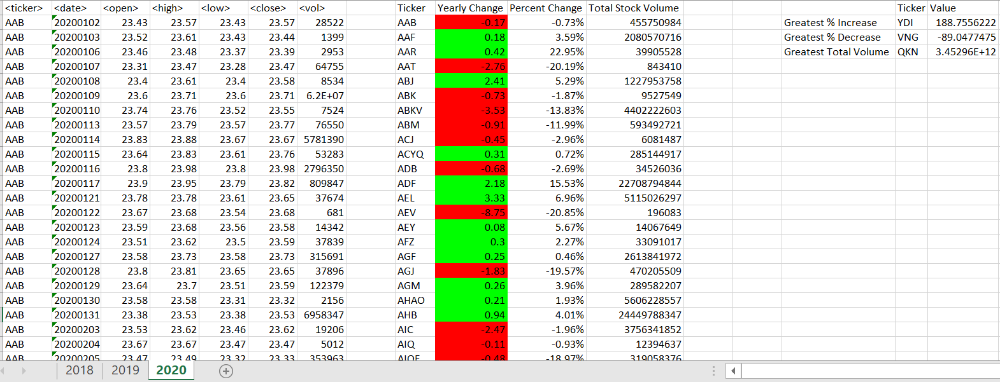 <ticker> <date> <open> <high> <low> <close> <vol> Ticker Yearly Change Percent Change Total Stock Volume Ticker Value
AAB 20200102 23.43 23.57 23.43 23.57 28522 AAB -0.17 -0.73% 455750984 Greatest % Increase YDI 188.7556222
AAB 20200103 23.52 23.61 23.43 23.44 1399 AAF 0.18 3.59% 2080570716 Greatest % Decrease VNG -89.0477475
AAB 20200106 23.46 23.48 23.37 23.39 2953 AAR 0.42 22.95% 39905528 Greatest Total Volume QKN 3.45296E+12
AAB 20200107 23.31 23.47 23.28 23.47 64755 AAT -2.76 -20.19% 843410
AAB 20200108 23.4 23.61 23.4 23.58 8534 ABJ 2.41 5.29% 1227953758
AAB 20200109 23.6 23.71 23.6 23.71 6.2E+07 ABK -0.73 -1.87% 9527549
AAB 20200110 23.74 23.76 23.52 23.55 7524 ABKV -3.53 -13.83% 4402222603
AAB 20200113 23.57 23.79 23.57 23.77 76550 ABM -0.91 -11.99% 593492721
AAB 20200114 23.83 23.88 23.67 23.67 5781390 ACJ -0.45 -2.96% 6081487
AAB 20200115 23.64 23.83 23.61 23.76 53283 ACYQ 0.31 0.72% 285144917
AAB 20200116 23.8 23.98 23.8 23.98 2796350 ADB -0.68 -2.69% 34526036
AAB 20200117 23.9 23.95 23.79 23.82 809847 ADF 2.18 15.53% 22708794844
AAB 20200121 23.78 23.78 23.61 23.65 37674 AEL 3.33 6.96% 5115026297
AAB 20200122 23.67 23.68 23.54 23.68 681 AEV -8.75 -20.85% 196083
AAB 20200123 23.59 23.68 23.56 23.58 14342 AEY 0.08 5.67% 14067649
AAB 20200124 23.51 23.62 23.5 23.59 37839 AFZ 0.3 2.27% 33091017
AAB 20200127 23.58 23.73 23.58 23.73 315691 AGF 0.25 0.46% 2613841972
AAB 20200128 23.8 23.81 23.65 23.65 37896 AGJ -1.83 -19.57% 470205509
AAB 20200129 23.64 23.7 23.51 23.59 122379 AGM 0.26 3.96% 289582207
AAB 20200130 23.58 23.58 23.31 23.32 2156 AHAO 0.21 1.93% 5606228557
AAB 20200131 23.38 23.53 23.38 23.53 6958347 AHB 0.94 4.01% 24449788347
AAB 20200203 23.53 23.62 23.46 23.62 19206 AIC -2.47 -1.96% 3756341852
AAB 20200204 23.67 23.67 23.47 23.47 5012 AIQ -0.11 -0.93% 12394637
AAB 20200205 23.47 23.49 23.32 23.33 353963 -0.48 -18.97% 319058376
2018 2019 2020